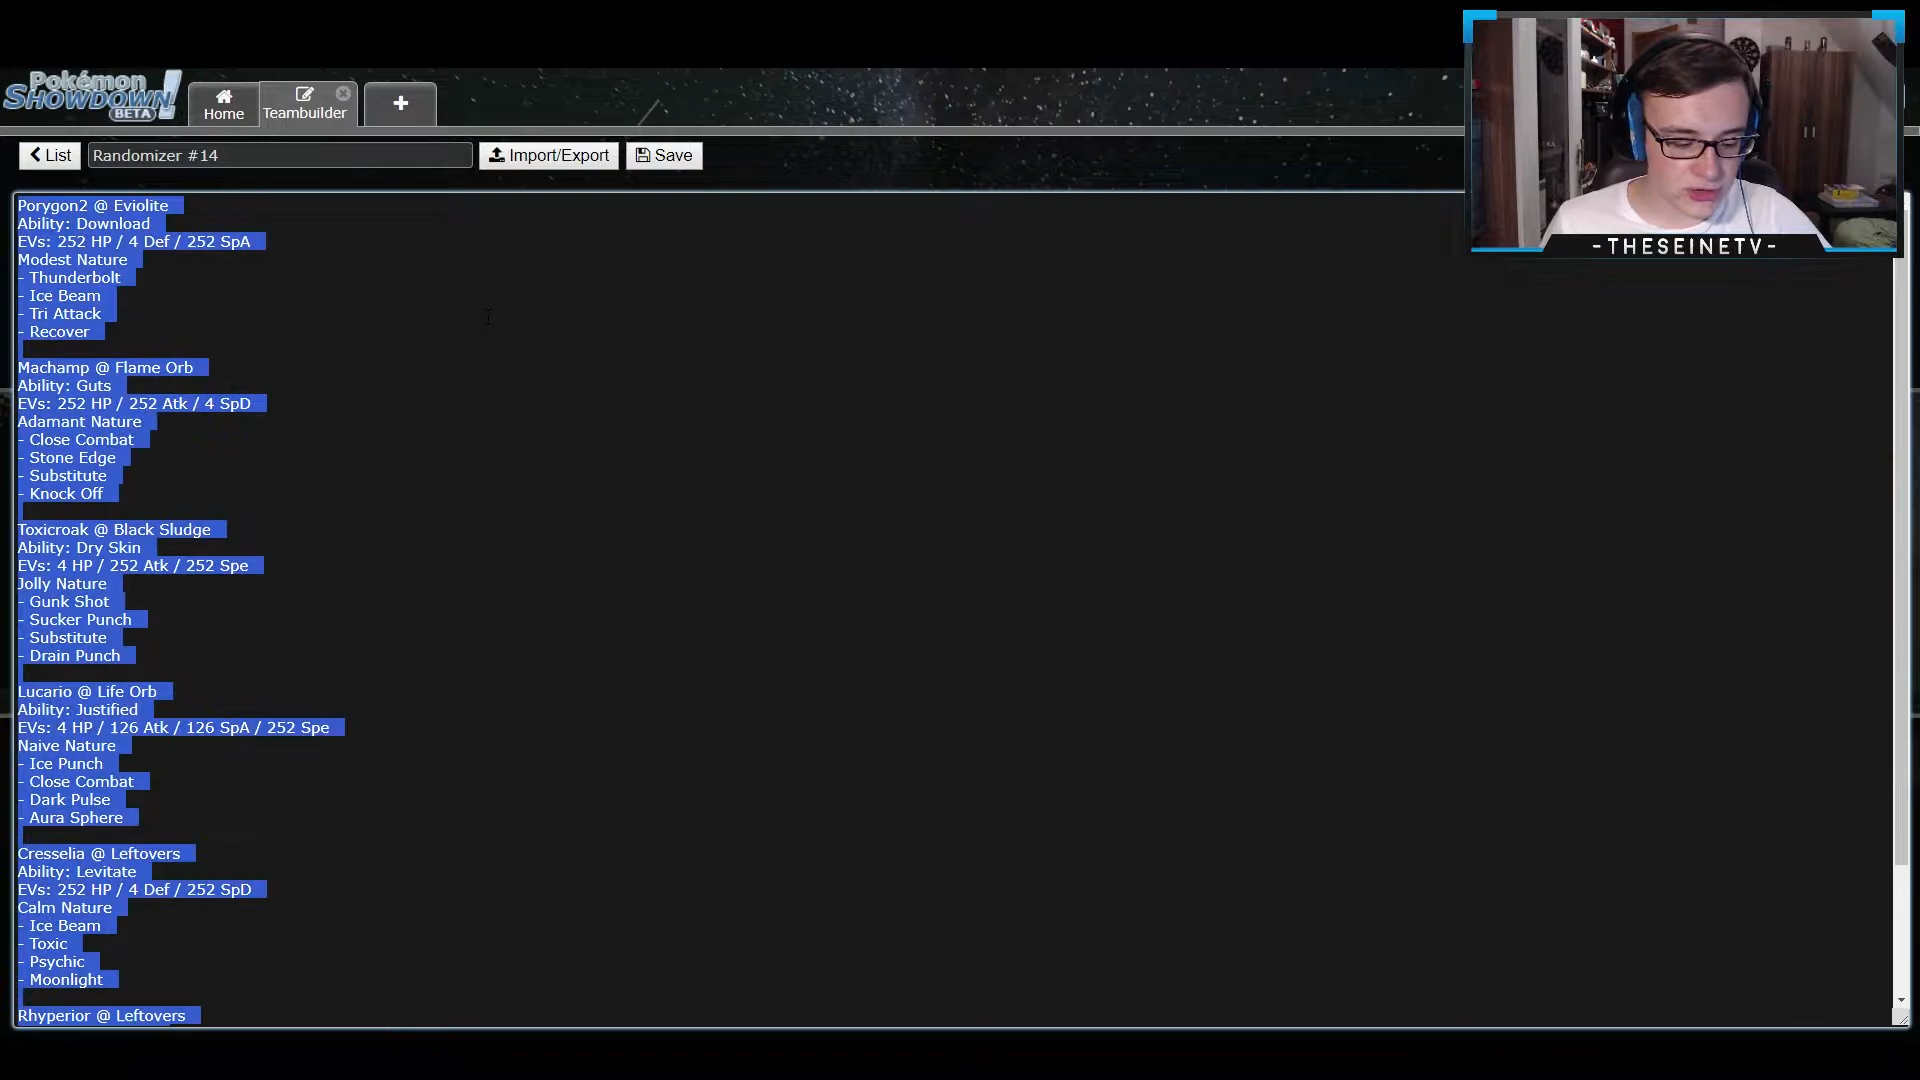 Pokémon
SHOWDOWN!
BETA
Home
Teambuilder
+
List
Randomizer #14
Import/Export
Save
-THESEINETV-
Porygon2 @ Eviolite
Ability: Download
EVs: 252 HP / 4 Def / 252 SpA
Modest Nature
- Thunderbolt
- Ice Beam
- Tri Attack
- Recover
Machamp @ Flame Orb
Ability: Guts
EVs: 252 HP / 252 Atk / 4 SpD
Adamant Nature
- Close Combat
- Stone Edge
- Substitute
- Knock Off
Toxicroak @ Black Sludge
Ability: Dry Skin
EVs: 4 HP / 252 Atk / 252 Spe
Jolly Nature
- Gunk Shot
- Sucker Punch
- Substitute
- Drain Punch
Lucario @ Life Orb
Ability: Justified
EVs: 4 HP / 126 Atk / 126 SpA / 252 Spe
Naive Nature
- Ice Punch
- Close Combat
- Dark Pulse
- Aura Sphere
Cresselia @ Leftovers
Ability: Levitate
EVs: 252 HP / 4 Def / 252 SpD
Calm Nature
- Ice Beam
- Toxic
- Psychic
- Moonlight
Rhyperior @ Leftovers